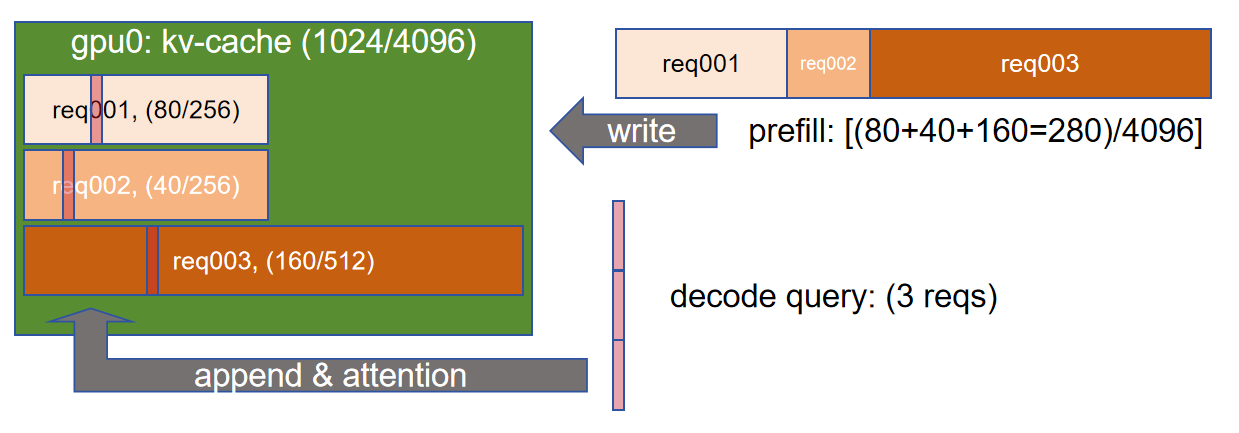 gpu0: kv-cache (1024/4096)
req001, (80/256)
req002, (40/256)
req003, (160/512)
append & attention
req001
req002
req003
write
prefill: [(80+40+160=280)/4096]
decode query: (3 reqs)